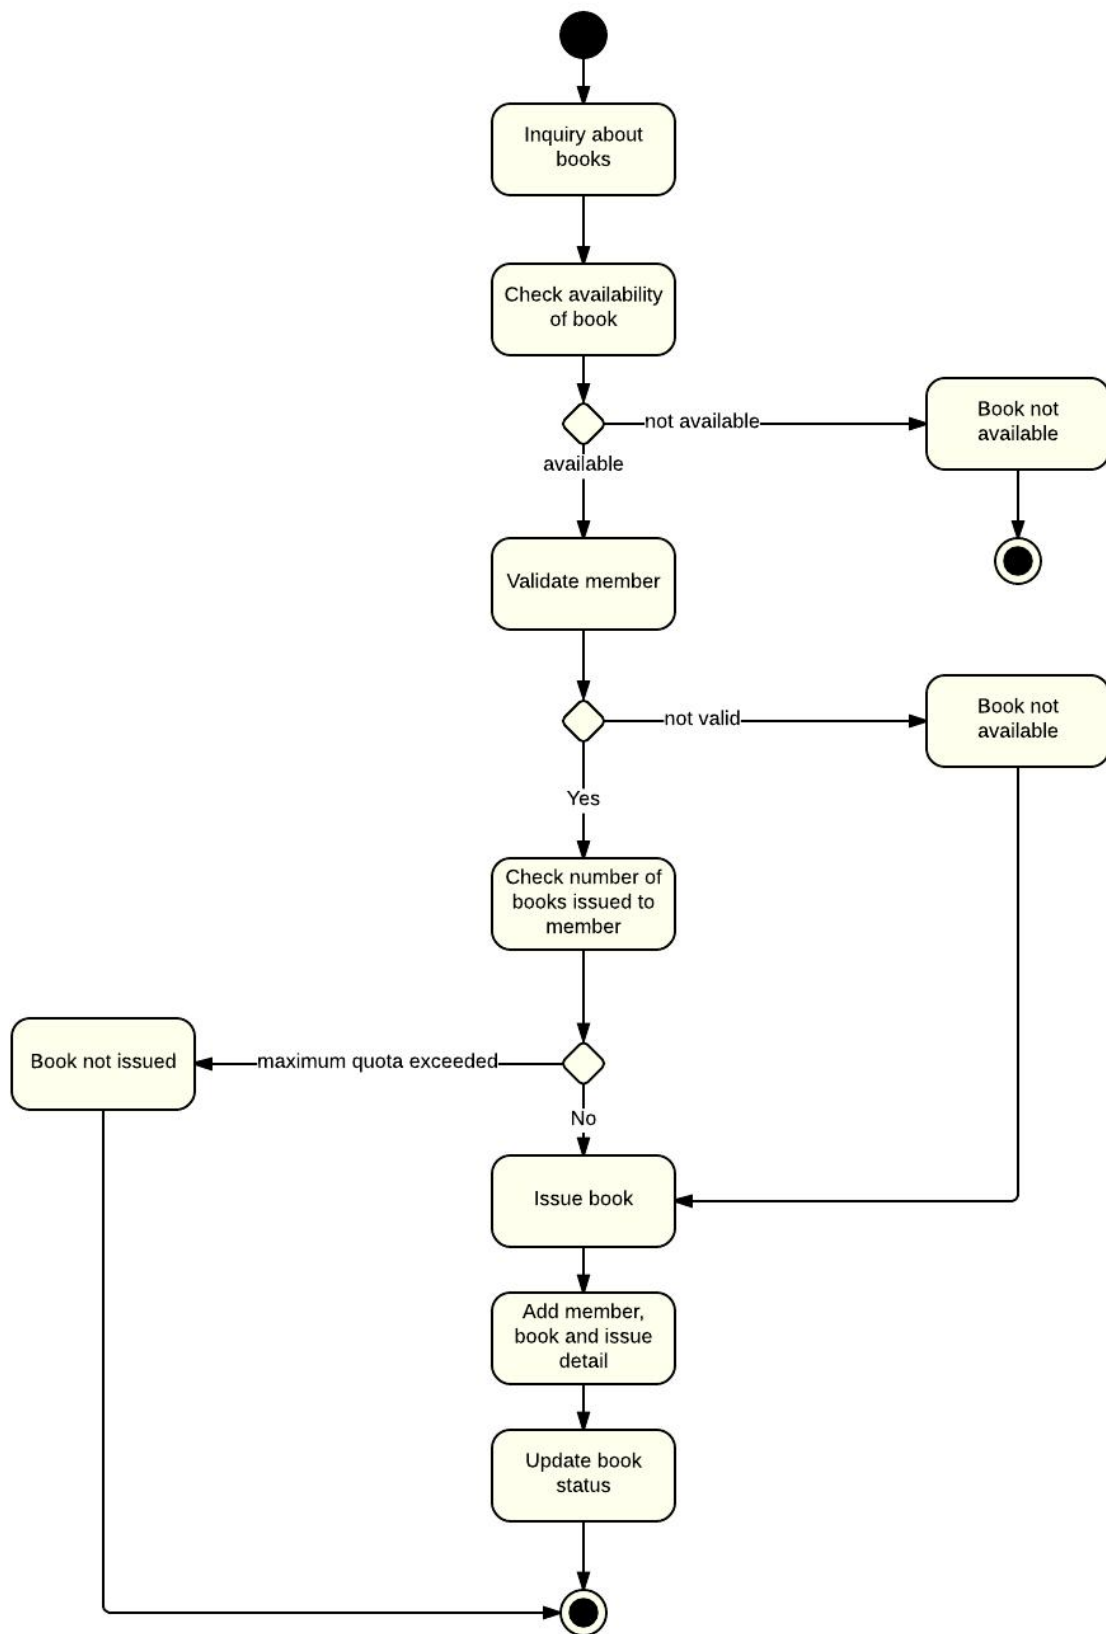 Inquiry about
books
Check availability
of book
not available
Book not
available
available
Validate member
not valid
Book not
available
Yes
Check number of
books issued to
member
Book not issued
maximum quota exceeded
No
Issue book
Add member,
book and issue
detail
Update book
status